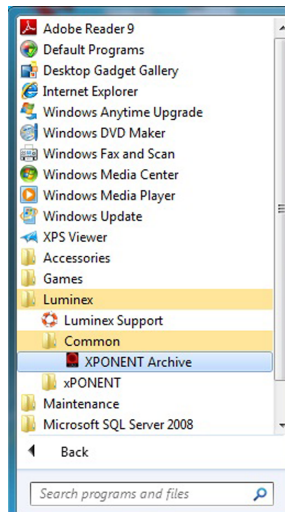 Adobe Reader 9
Default Programs
Desktop Gadget Gallery
Internet Explorer
Windows Anytime Upgrade
Windows DVD Maker
Windows Fax and Scan
Windows Media Center
Windows Media Player
Windows Update
XPS Viewer
Accessories
Games
Luminex
Luminex Support
Common
XPONENT Archive
xPONENT
Maintenance
Microsoft SQL Server 2008
Back
Search programs and files